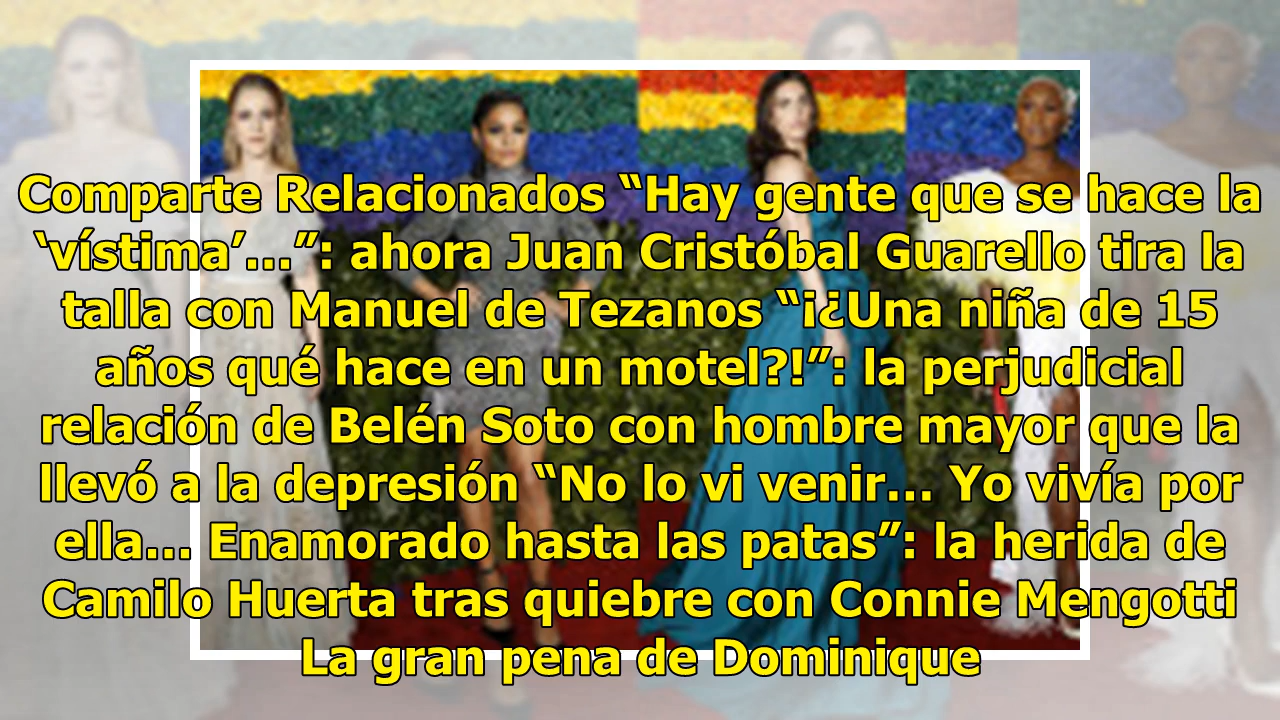 Comparte Relacionados “Hay gente que se hace la
‘vístima’…”: ahora Juan Cristóbal Guarello tira la
talla con Manuel de Tezanos “¡¿Una niña de 15
años qué hace en un motel?!”: la perjudicial
relación de Belén Soto con hombre mayor que la
llevó a la depresión “No lo vi venir… Yo vivía por
ella… Enamorado hasta las patas”: la herida de
Camilo Huerta tras quiebre con Connie Mengotti
La gran pena de Dominique